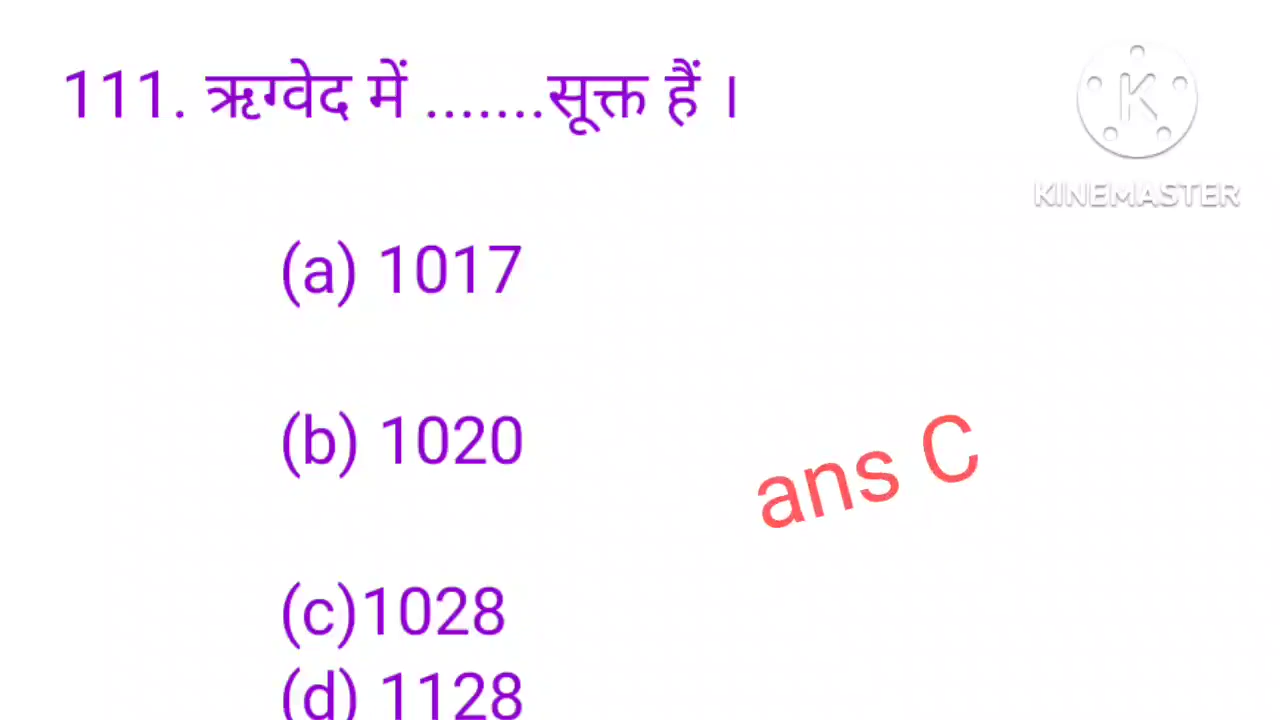 111. ऋग्वेद में .......सूक्त हैं ।
K
KINEMASTER
(a) 1017
(b) 1020
ans C
(c)1028
(d) 1128